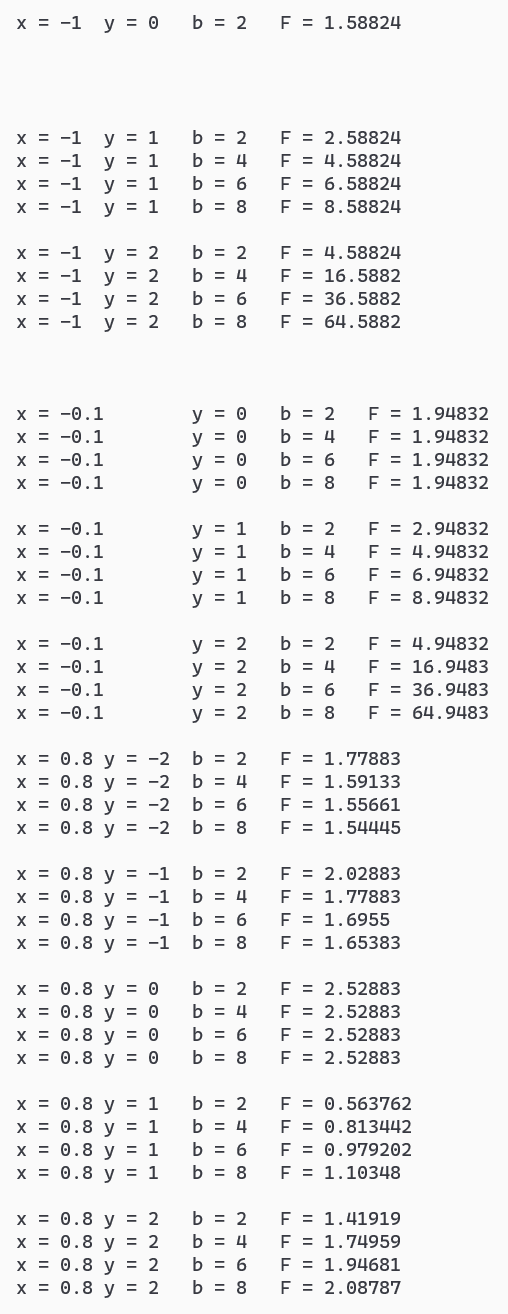 x = -1  y = 0   b = 2   F = 1.58824
x = -1  y = 1   b = 2   F = 2.58824
x = -1  y = 1   b = 4   F = 4.58824
x = -1  y = 1   b = 6   F = 6.58824
x = -1  y = 1   b = 8   F = 8.58824
x = -1  y = 2   b = 2   F = 4.58824
x = -1  y = 2   b = 4   F = 16.5882
x = -1  y = 2   b = 6   F = 36.5882
x = -1  y = 2   b = 8   F = 64.5882
x = -0.1        y = 0   b = 2   F = 1.94832
x = -0.1        y = 0   b = 4   F = 1.94832
x = -0.1        y = 0   b = 6   F = 1.94832
x = -0.1        y = 0   b = 8   F = 1.94832
x = -0.1        y = 1   b = 2   F = 2.94832
x = -0.1        y = 1   b = 4   F = 4.94832
x = -0.1        y = 1   b = 6   F = 6.94832
x = -0.1        y = 1   b = 8   F = 8.94832
x = -0.1        y = 2   b = 2   F = 4.94832
x = -0.1        y = 2   b = 4   F = 16.9483
x = -0.1        y = 2   b = 6   F = 36.9483
x = -0.1        y = 2   b = 8   F = 64.9483
x = 0.8 y = -2  b = 2   F = 1.77883
x = 0.8 y = -2  b = 4   F = 1.59133
x = 0.8 y = -2  b = 6   F = 1.55661
x = 0.8 y = -2  b = 8   F = 1.54445
x = 0.8 y = -1  b = 2   F = 2.02883
x = 0.8 y = -1  b = 4   F = 1.77883
x = 0.8 y = -1  b = 6   F = 1.6955
x = 0.8 y = -1  b = 8   F = 1.65383
x = 0.8 y = 0   b = 2   F = 2.52883
x = 0.8 y = 0   b = 4   F = 2.52883
x = 0.8 y = 0   b = 6   F = 2.52883
x = 0.8 y = 0   b = 8   F = 2.52883
x = 0.8 y = 1   b = 2   F = 0.563762
x = 0.8 y = 1   b = 4   F = 0.813442
x = 0.8 y = 1   b = 6   F = 0.979202
x = 0.8 y = 1   b = 8   F = 1.10348
x = 0.8 y = 2   b = 2   F = 1.41919
x = 0.8 y = 2   b = 4   F = 1.74959
x = 0.8 y = 2   b = 6   F = 1.94681
x = 0.8 y = 2   b = 8   F = 2.08787